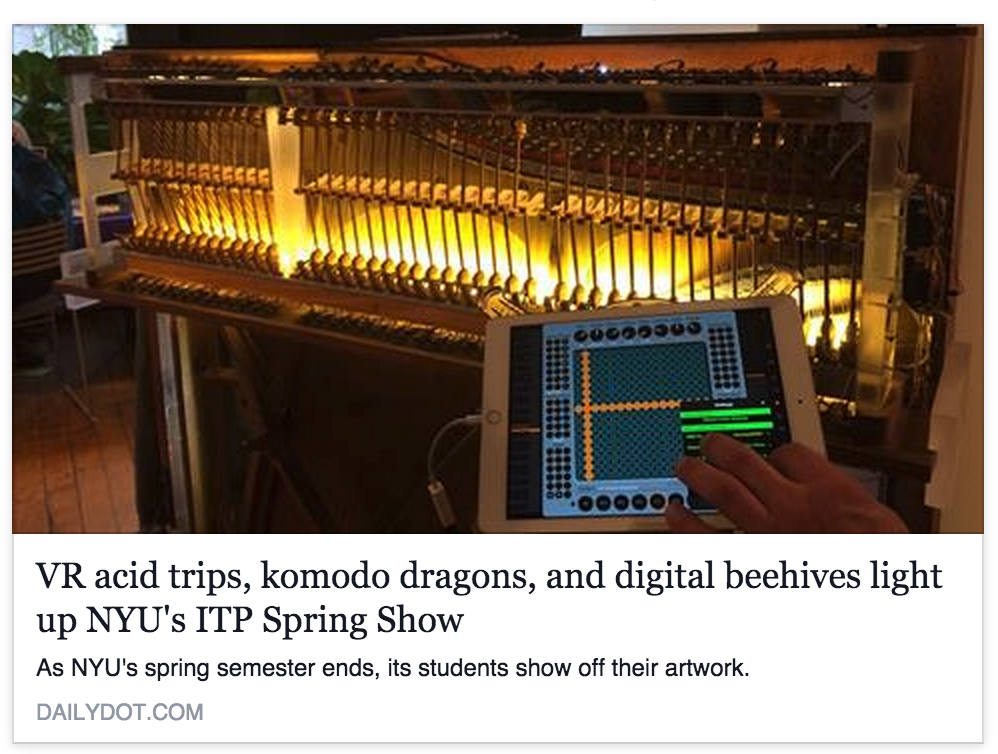 VR acid trips, komodo dragons, and digital beehives light
up NYU's ITP Spring Show
As NYU's spring semester ends, its students show off their artwork.
DAILYDOT.COM